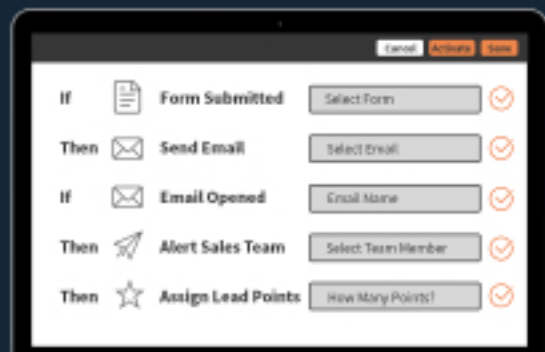 Cancel Activate Save
If Form Submitted Select Form
Then Send Email Select Email
If Email Opened Email Name
Then Alert Sales Team Select Team Member
Then Assign Lead Points How Many Points?